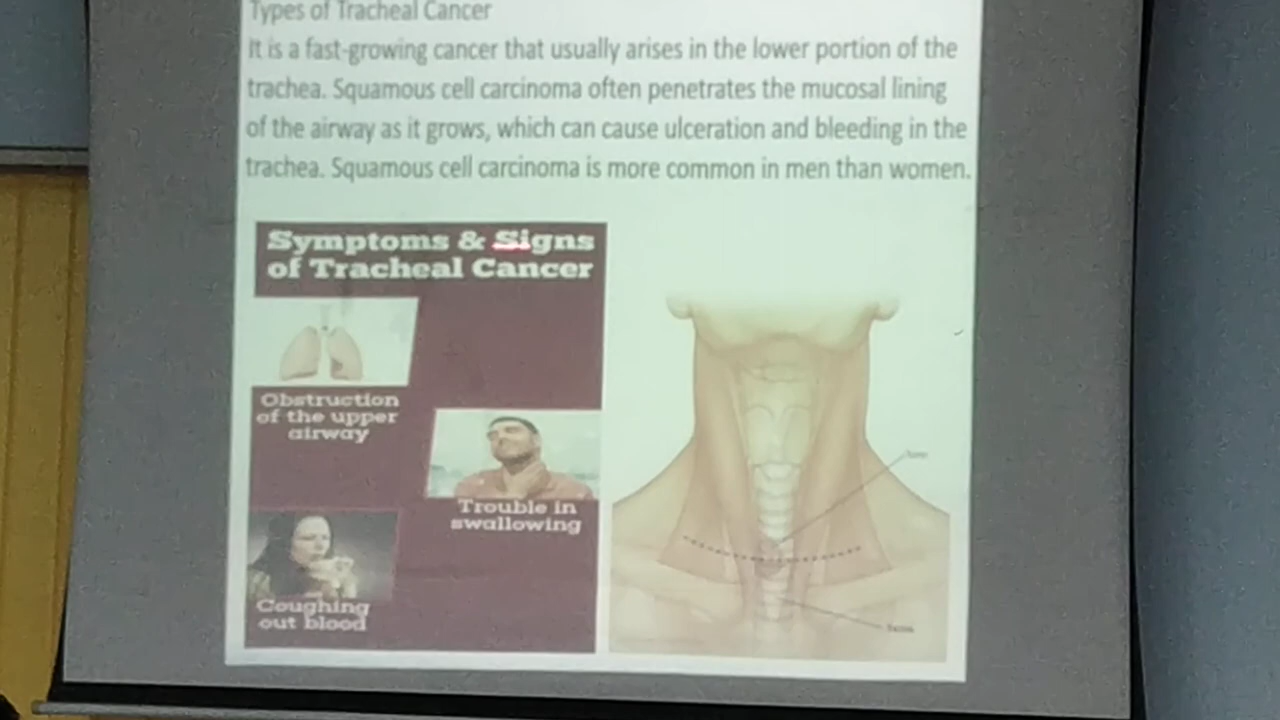 Types of Tracheal Cancer
It is a fast-growing cancer that usually arises in the lower portion of the
trachea. Squamous cell carcinoma often penetrates the mucosal lining
of the airway as it grows, which can cause ulceration and bleeding in the
trachea. Squamous cell carcinoma is more common in men than women.
Symptoms & Signs
of Tracheal Cancer
Obstruction
of the upper
airway
Trouble in
swallowing
Coughing
out blood